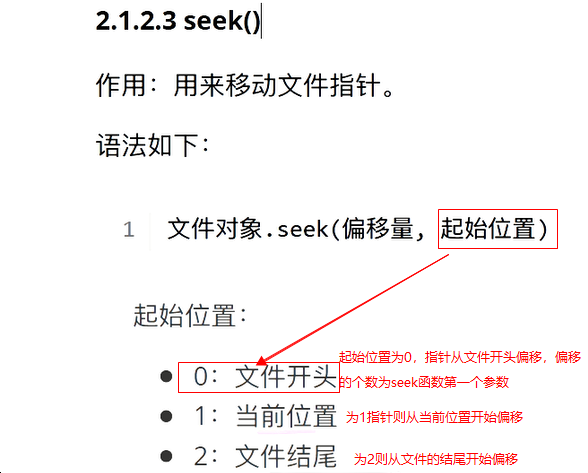 2.1.2.3 seek()
作用：用来移动文件指针。
语法如下：
1 文件对象.seek(偏移量, 起始位置)
起始位置：
0：文件开头
起始位置为0，指针从文件开头偏移，偏移
的个数为seek函数第一个参数
1：当前位置 为1指针则从当前位置开始偏移
2：文件结尾 为2则从文件的结尾开始偏移